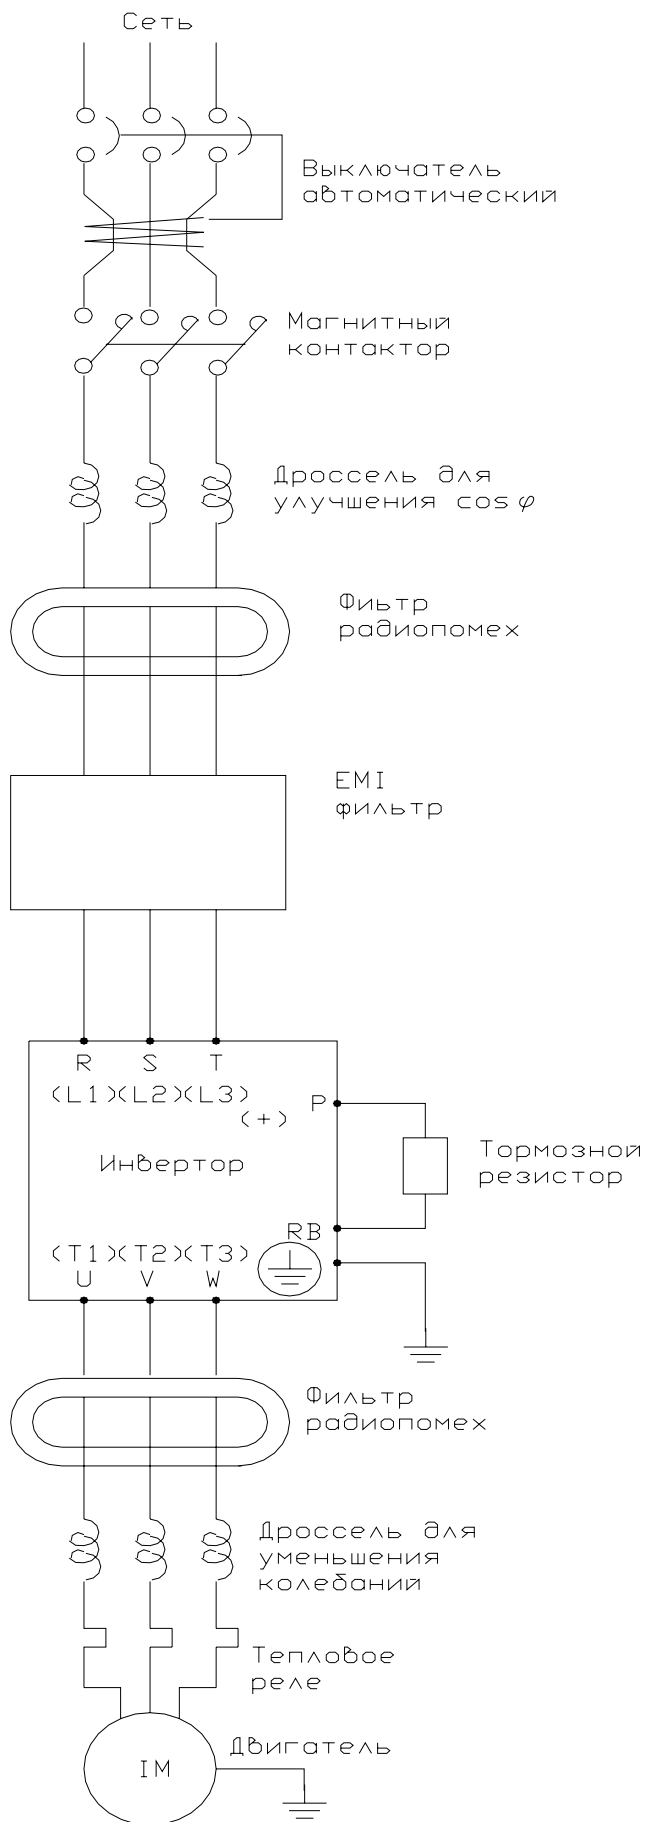 Сеть
Выключатель
автоматический
Магнитный
контактор
Дроссель для
улучшения cos φ
Фиьтр
радиопомех
EMI
фильтр
R S T
(L1)(L2)(L3)
P
(+)
Инвертор
Тормозной
резистор
RB
(T1)(T2)(T3)
U V W
Фильтр
радиопомех
Дроссель для
уменьшения
колебаний
Тепловое
реле
Двигатель
IM